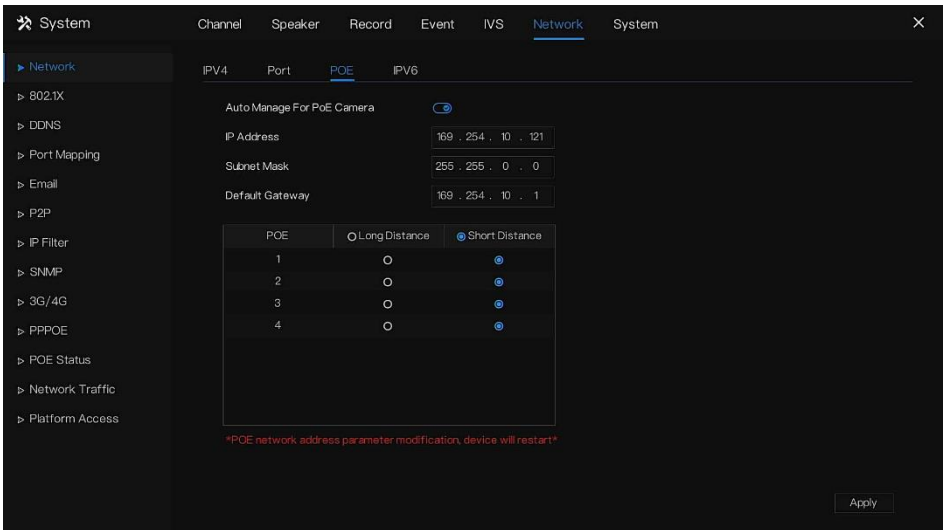 System
Channel Speaker Record Event IVS Network System
Network
802.1X
DDNS
Port Mapping
Email
P2P
IP Filter
SNMP
3G/4G
PPPOE
POE Status
Network Traffic
Platform Access
IPV4 Port POE IPV6
Auto Manage For PoE Camera
IP Address 169 . 254 . 10 . 121
Subnet Mask 255 . 255 . 0 . 0
Default Gateway 169 . 254 . 10 . 1
POE Long Distance Short Distance
1
2
3
4
*POE network address parameter modification, device will restart*
Apply